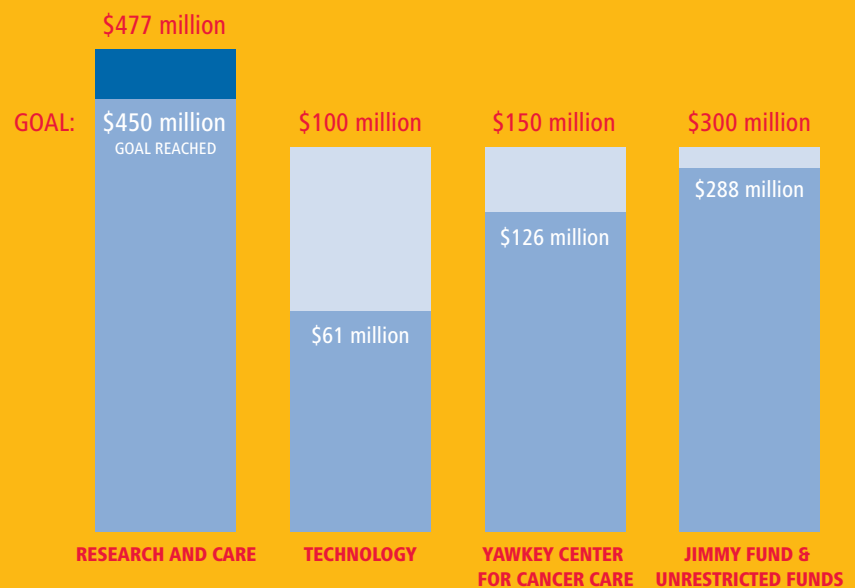 $477 million
GOAL:
$450 million
GOAL REACHED
$100 million
$150 million
$300 million
$288 million
$126 million
$61 million
RESEARCH AND CARE
TECHNOLOGY
YAWKEY CENTER
FOR CANCER CARE
JIMMY FUND &
UNRESTRICTED FUNDS